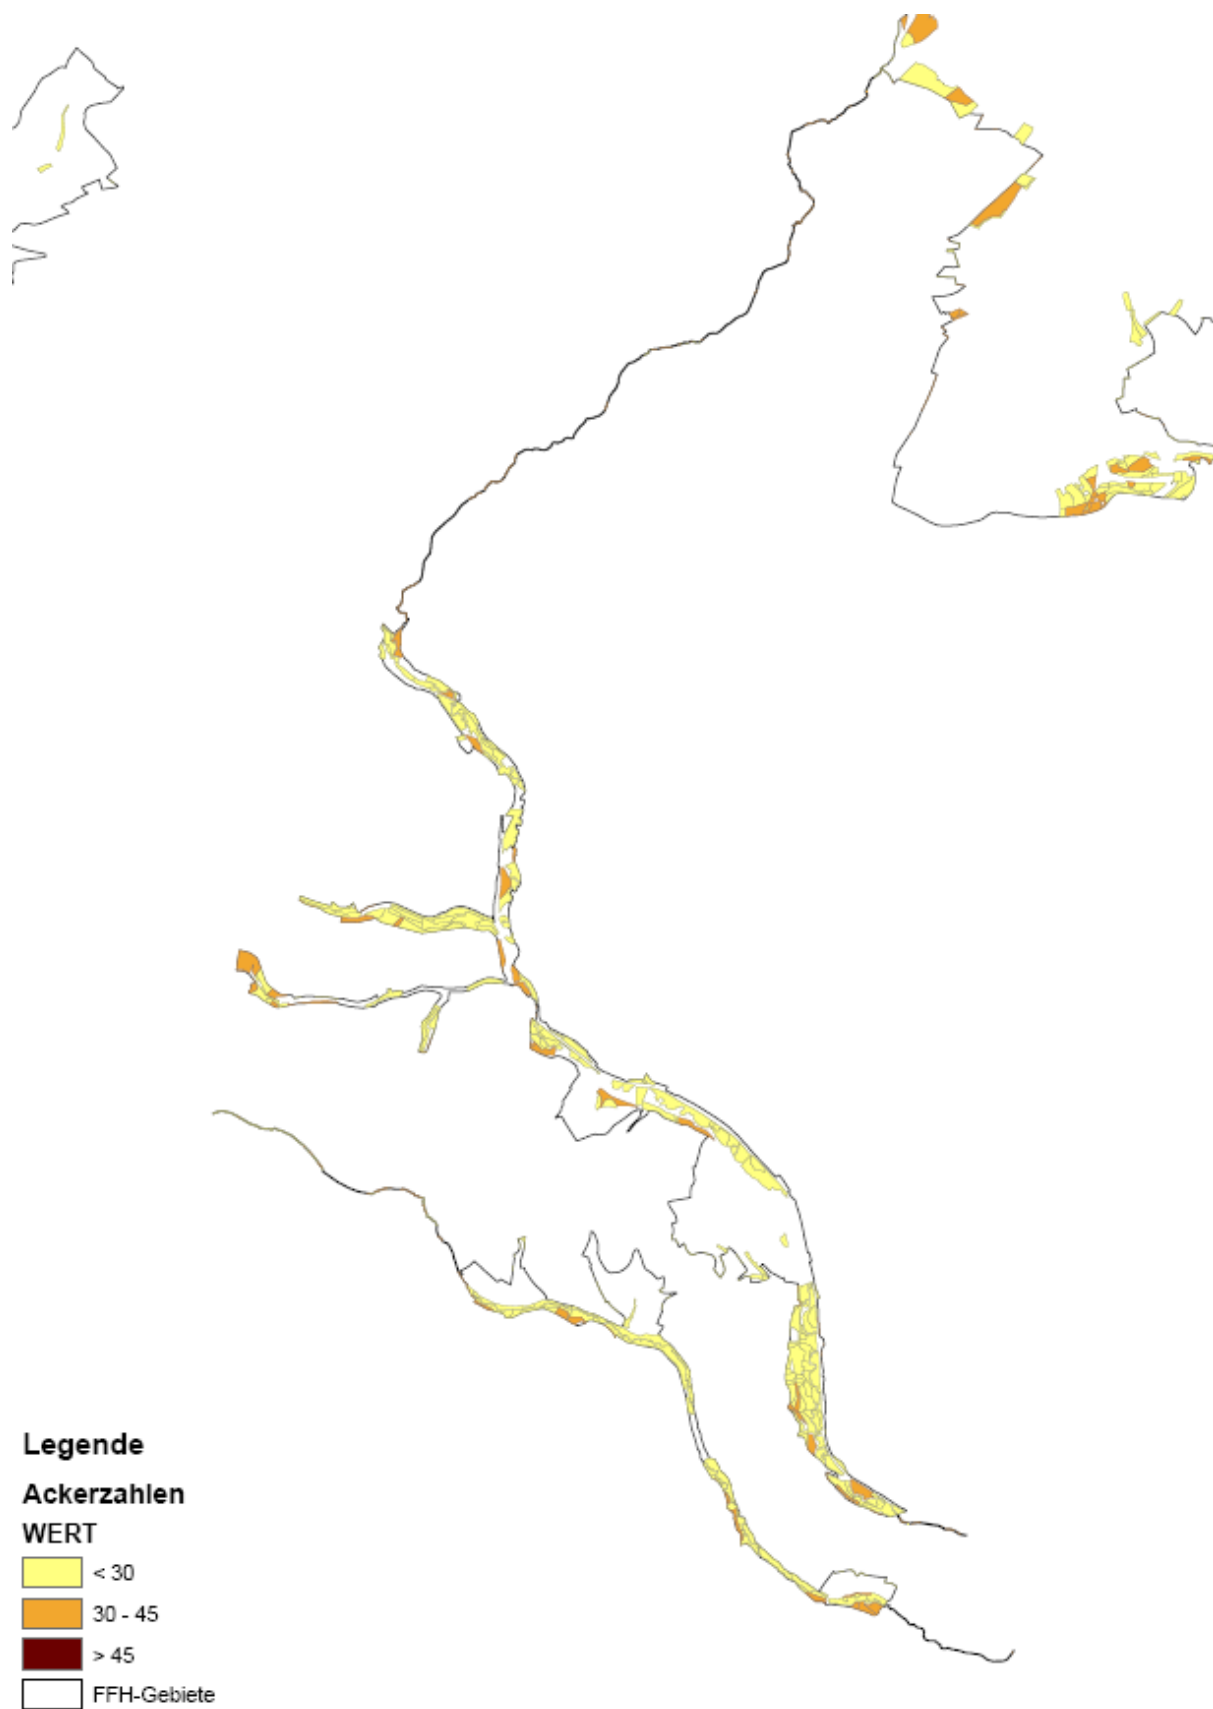 Legende
Ackerzahlen
WERT
< 30
30 - 45
> 45
FFH-Gebiete